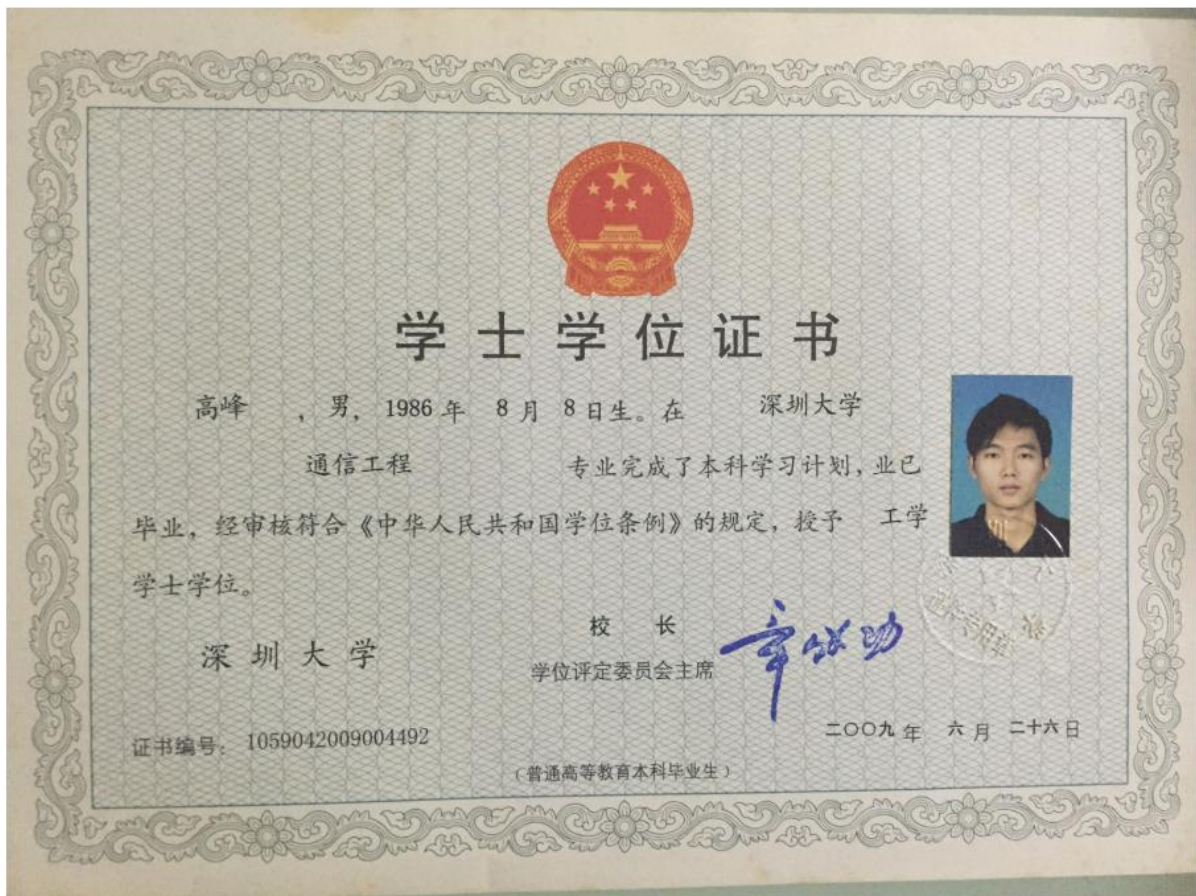 学士学位证书
高峰 ，男，1986 年 8 月 8 日生。在 深圳大学
通信工程 专业完成了本科学习计划，业已
毕业，经审核符合《中华人民共和国学位条例》的规定，授予 工学
学士学位。
校 长
深圳大学
学位评定委员会主席
二〇〇九 年 六 月 二十六 日
证书编号：1059042009004492
（普通高等教育本科毕业生）